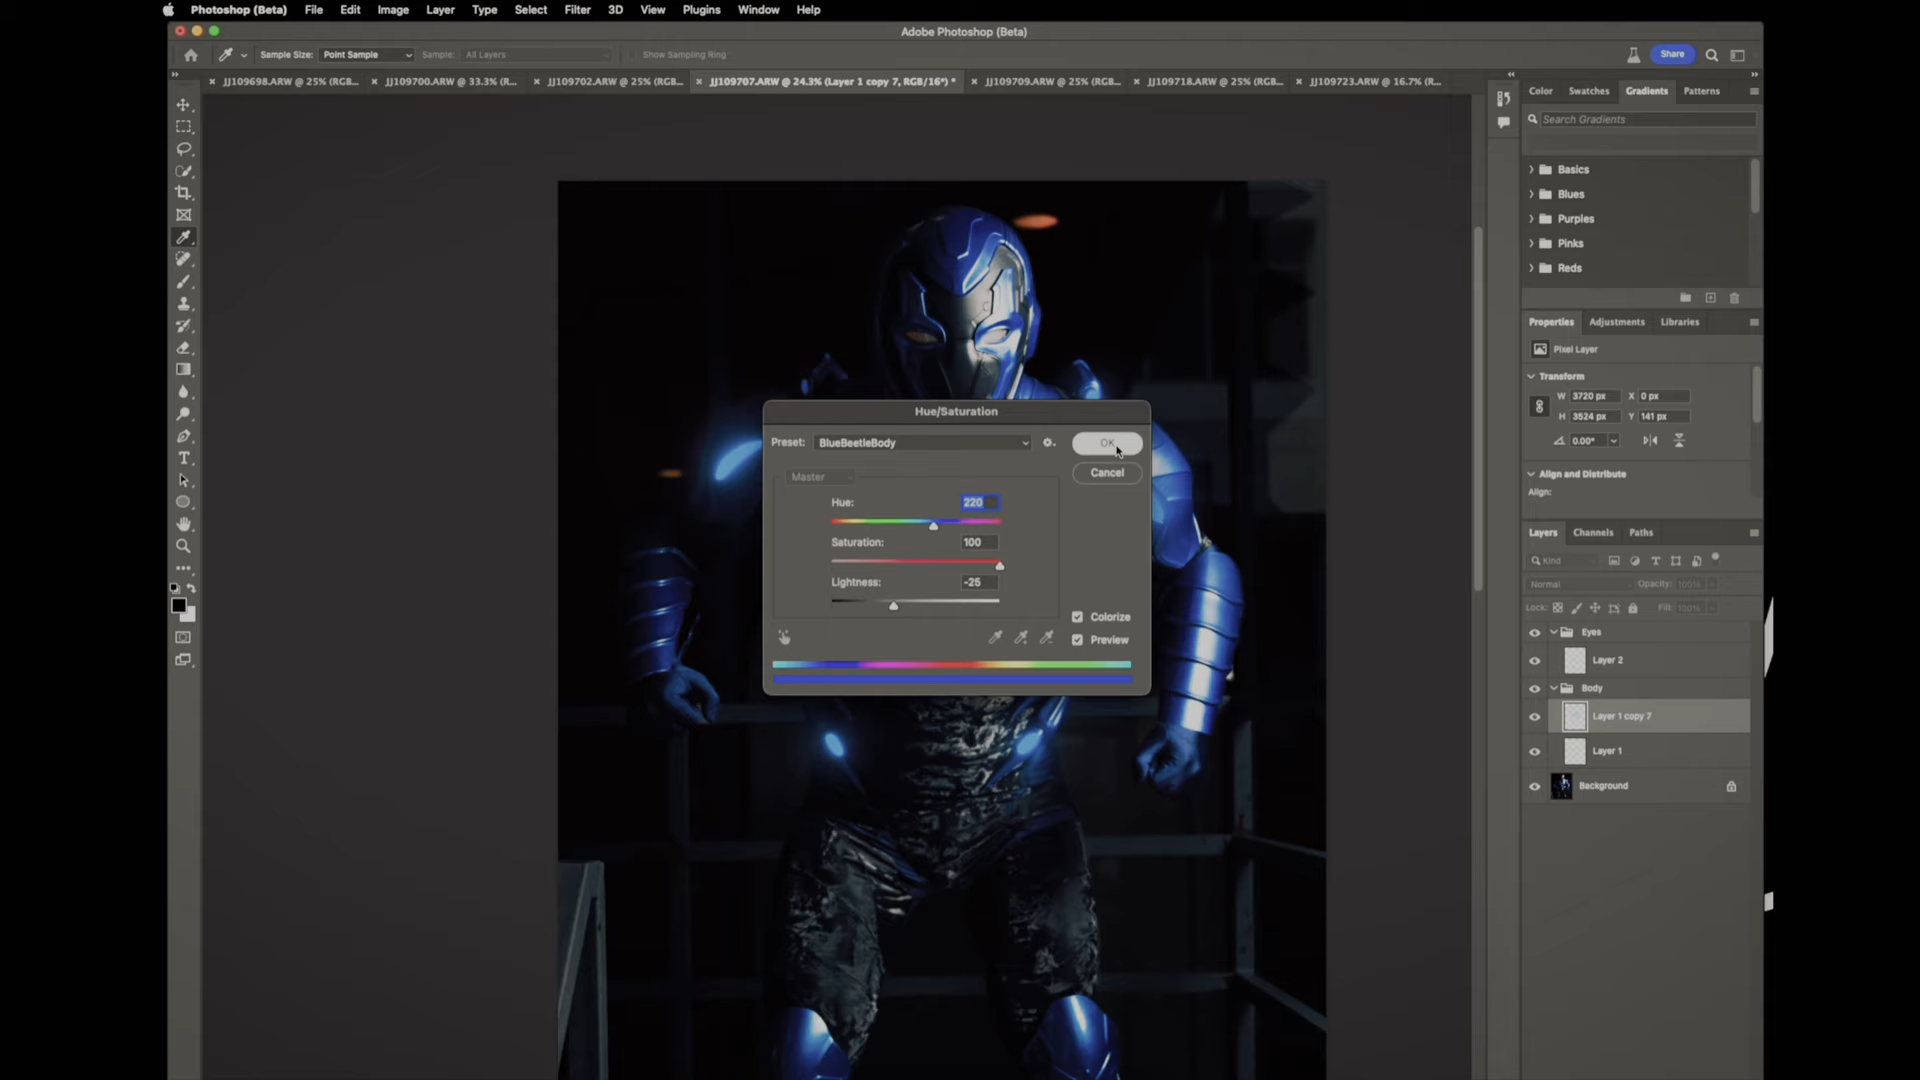 Photoshop (Beta) File Edit Image Layer Type Select Filter 3D View Plugins Window Help
Adobe Photoshop (Beta)
Sample Size: Point Sample Sample: All Layers Show Sampling Ring Share
× JJ109698.ARW @ 25% (RGB... × JJ109700.ARW @ 33.3% (R... × JJ109702.ARW @ 25% (RGB... × JJ109707.ARW @ 24.3% (Layer 1 copy 7, RGB/16*) * × JJ109709.ARW @ 25% (RGB... × JJ109718.ARW @ 25% (RGB... × JJ109723.ARW @ 16.7% (R...
Color Swatches Gradients Patterns
Search Gradients
Basics
Blues
Purples
Pinks
Reds
Properties Adjustments Libraries
Pixel Layer
Transform
W 3720 px X 0 px
H 3524 px Y 141 px
0.00°
Align and Distribute
Align:
Layers Channels Paths
Kind
Normal Opacity: 100%
Lock: Fill: 100%
Eyes
Layer 2
Body
Layer 1 copy 7
Layer 1
Background
Hue/Saturation
Preset: BlueBeetleBody OK
Cancel
Master
Hue: 220
Saturation: 100
Lightness: -25
Colorize
Preview